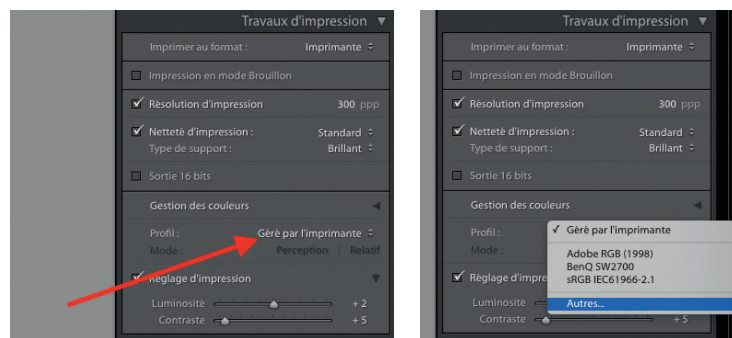 Travaux d'impression
Imprimer au format : Imprimante
Impression en mode Brouillon
Résolution d'impression 300 ppp
Netteté d'impression : Standard
Type de support : Brillant
Sortie 16 bits
Gestion des couleurs
Profil : Géré par l'imprimante
Mode : Perception | Relatif
Réglage d'impression
Luminosité + 2
Contraste + 5
Travaux d'impression
Imprimer au format : Imprimante
Impression en mode Brouillon
Résolution d'impression 300 ppp
Netteté d'impression : Standard
Type de support : Brillant
Sortie 16 bits
Gestion des couleurs
Profil : ✓ Géré par l'imprimante
Mode :
Adobe RGB (1998)
BenQ SW2700
sRGB IEC61966-2.1
Réglage d'impre
Autres...
Luminosité
Contraste + 5